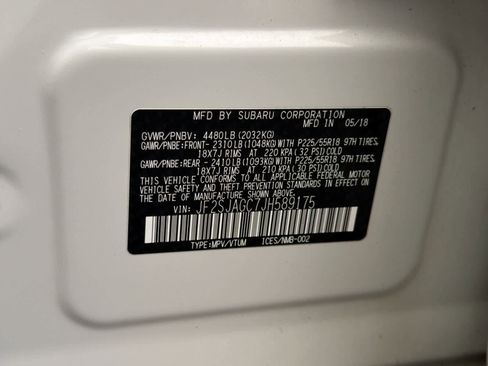 MFD BY SUBARU CORPORATION
MFD IN 05/18
GVWR/PNBV: 4480LB(2032KG)
GAWR/PNBE:FRONT- 2310LB(1048KG)WITH P225/55R18 97H TIRES,
18X7J RIMS AT 220 KPA(32 PSI)COLD
GAWR/PNBE:REAR -2410LB(1093KG)WITH P225/55R18 97H TIRES,
18X7J RIMS AT 210 KPA(30 PSI)COLD
THIS VEHICLE CONFORMS TO ALL APPLICABLE FEDERAL MOTOR
VEHICLE SAFETY AND THEFT PREVENTION STANDARDS IN EFFECT ON
THE DATE OF MANUFACTURE SHOWN ABOVE.
VIN: JF2SJAGC7JH589175
TYPE:MPV/VTUM ICES/NMB-002